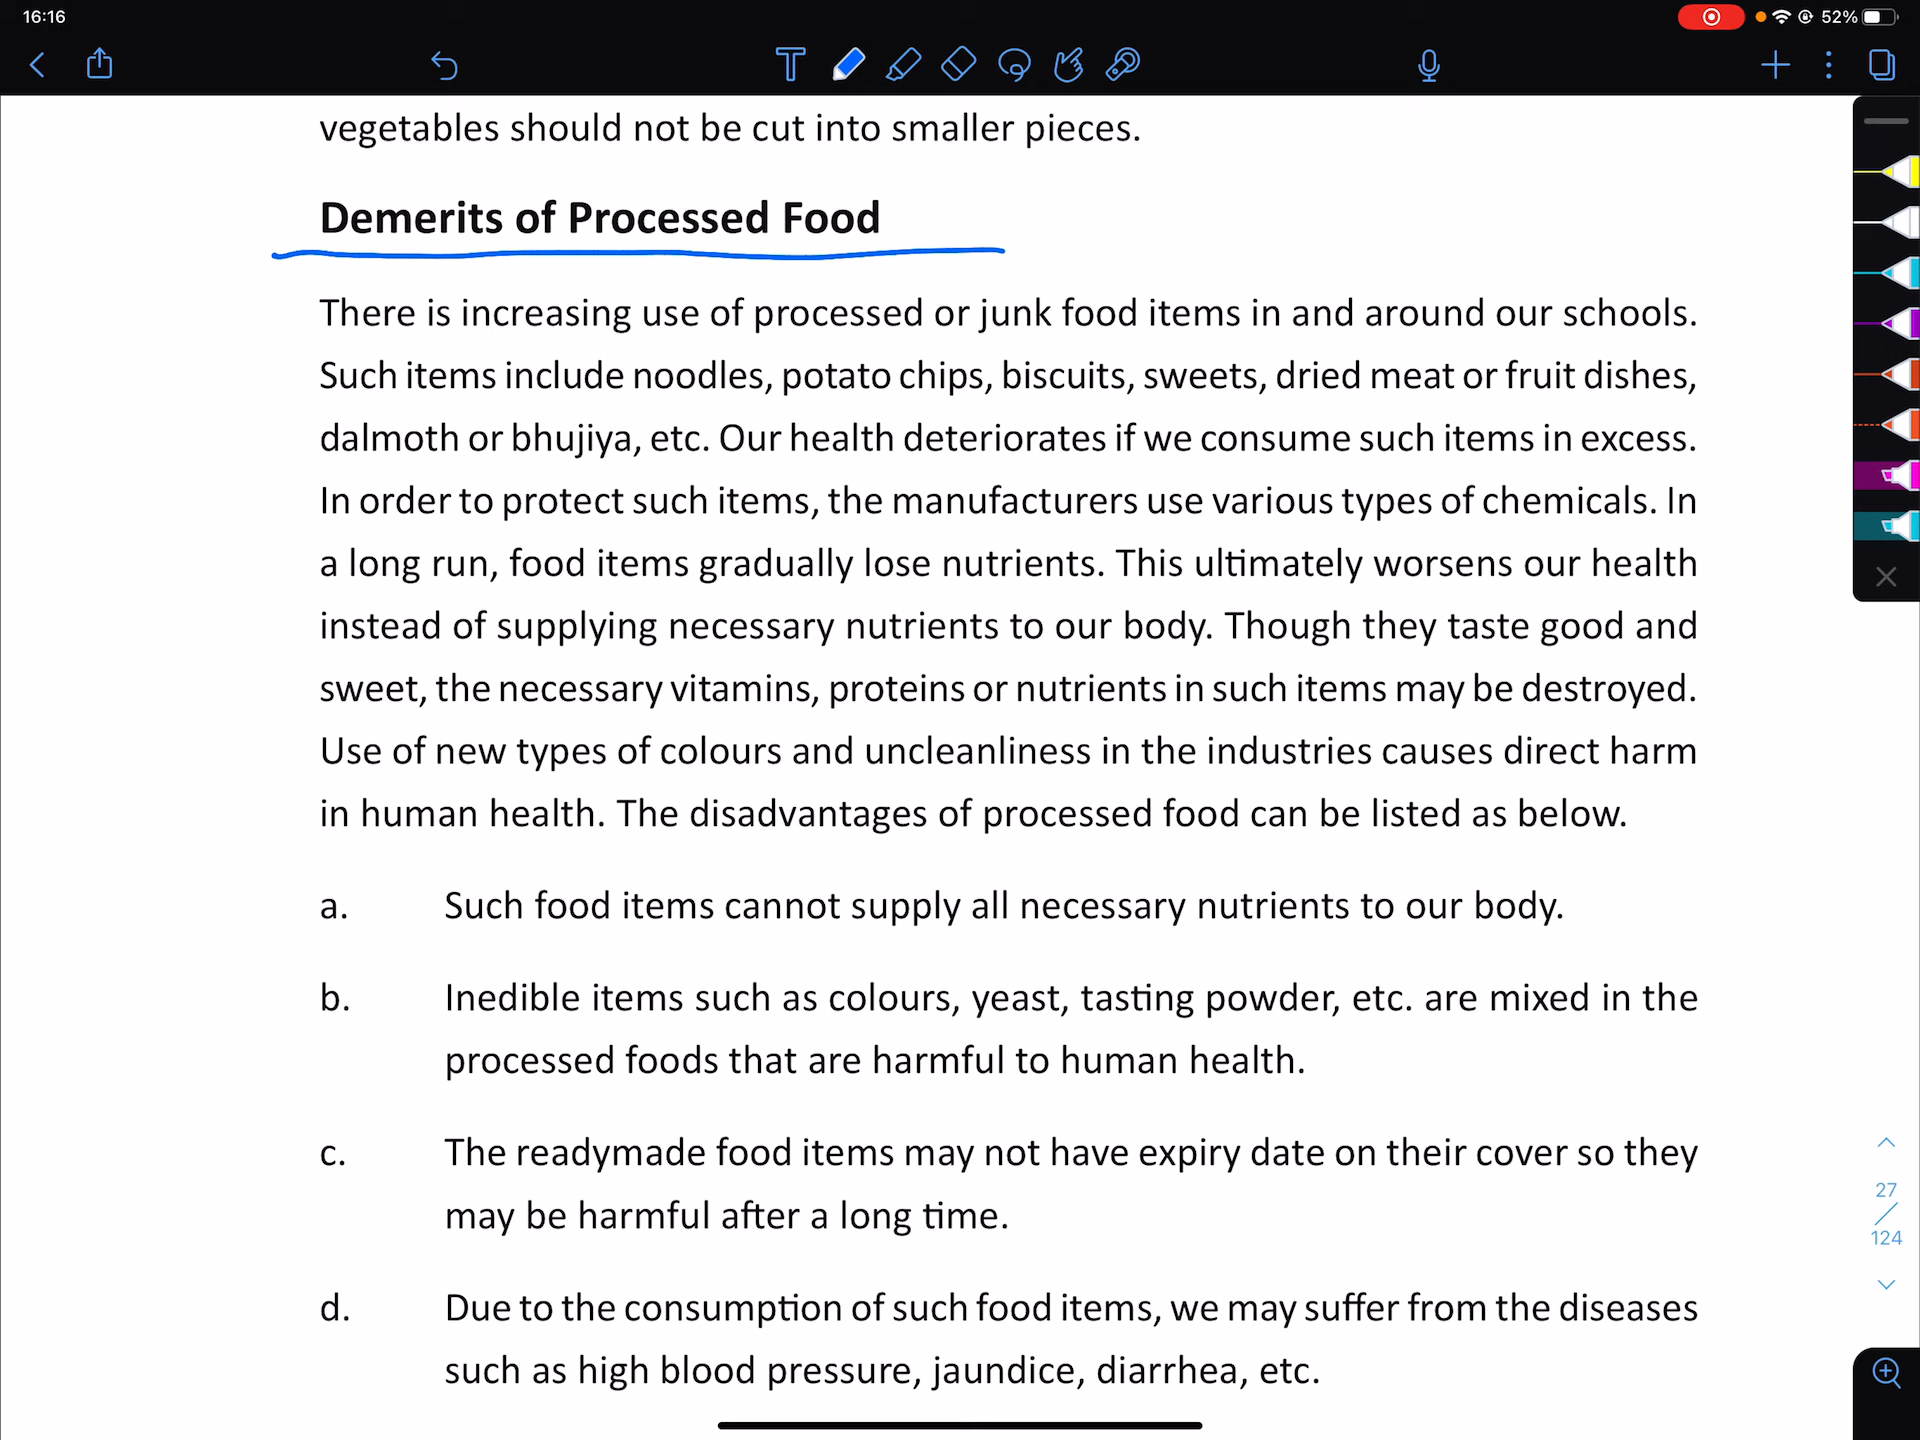 16:16
52%
vegetables should not be cut into smaller pieces.
Demerits of Processed Food
There is increasing use of processed or junk food items in and around our schools.
Such items include noodles, potato chips, biscuits, sweets, dried meat or fruit dishes,
dalmoth or bhujiya, etc. Our health deteriorates if we consume such items in excess.
In order to protect such items, the manufacturers use various types of chemicals. In
a long run, food items gradually lose nutrients. This ultimately worsens our health
instead of supplying necessary nutrients to our body. Though they taste good and
sweet, the necessary vitamins, proteins or nutrients in such items may be destroyed.
Use of new types of colours and uncleanliness in the industries causes direct harm
in human health. The disadvantages of processed food can be listed as below.
a. Such food items cannot supply all necessary nutrients to our body.
b. Inedible items such as colours, yeast, tasting powder, etc. are mixed in the
processed foods that are harmful to human health.
c. The readymade food items may not have expiry date on their cover so they
may be harmful after a long time.
d. Due to the consumption of such food items, we may suffer from the diseases
such as high blood pressure, jaundice, diarrhea, etc.
27
/
124